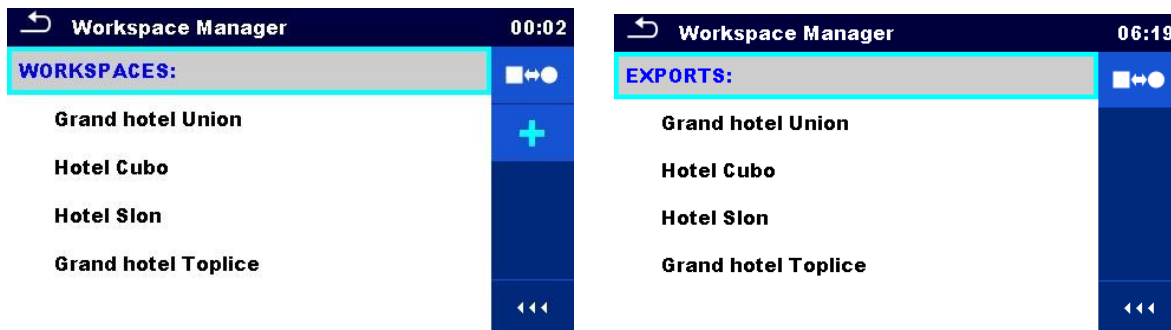 Workspace Manager 00:02
WORKSPACES:
Grand hotel Union
Hotel Cubo
Hotel Slon
Grand hotel Toplice
Workspace Manager 06:19
EXPORTS:
Grand hotel Union
Hotel Cubo
Hotel Slon
Grand hotel Toplice